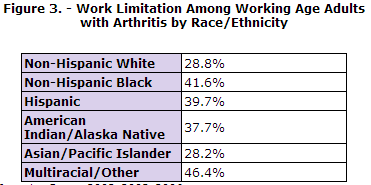 Figure 3. - Work Limitation Among Working Age Adults
with Arthritis by Race/Ethnicity
Non-Hispanic White 28.8%
Non-Hispanic Black 41.6%
Hispanic 39.7%
American
Indian/Alaska Native 37.7%
Asian/Pacific Islander 28.2%
Multiracial/Other 46.4%